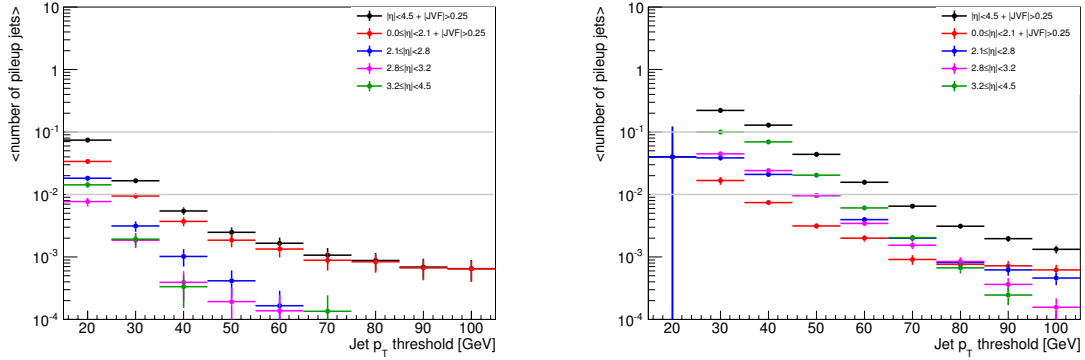 <number of pileup jets>
10
1
10⁻¹
10⁻²
10⁻³
10⁻⁴
|η|<4.5 + |JVF|>0.25
0.0≤|η|<2.1 + |JVF|>0.25
2.1≤|η|<2.8
2.8≤|η|<3.2
3.2≤|η|<4.5
20 30 40 50 60 70 80 90 100
Jet p_T threshold [GeV]
<number of pileup jets>
10
1
10⁻¹
10⁻²
10⁻³
10⁻⁴
|η|<4.5 + |JVF|>0.25
0.0≤|η|<2.1 + |JVF|>0.25
2.1≤|η|<2.8
2.8≤|η|<3.2
3.2≤|η|<4.5
20 30 40 50 60 70 80 90 100
Jet p_T threshold [GeV]